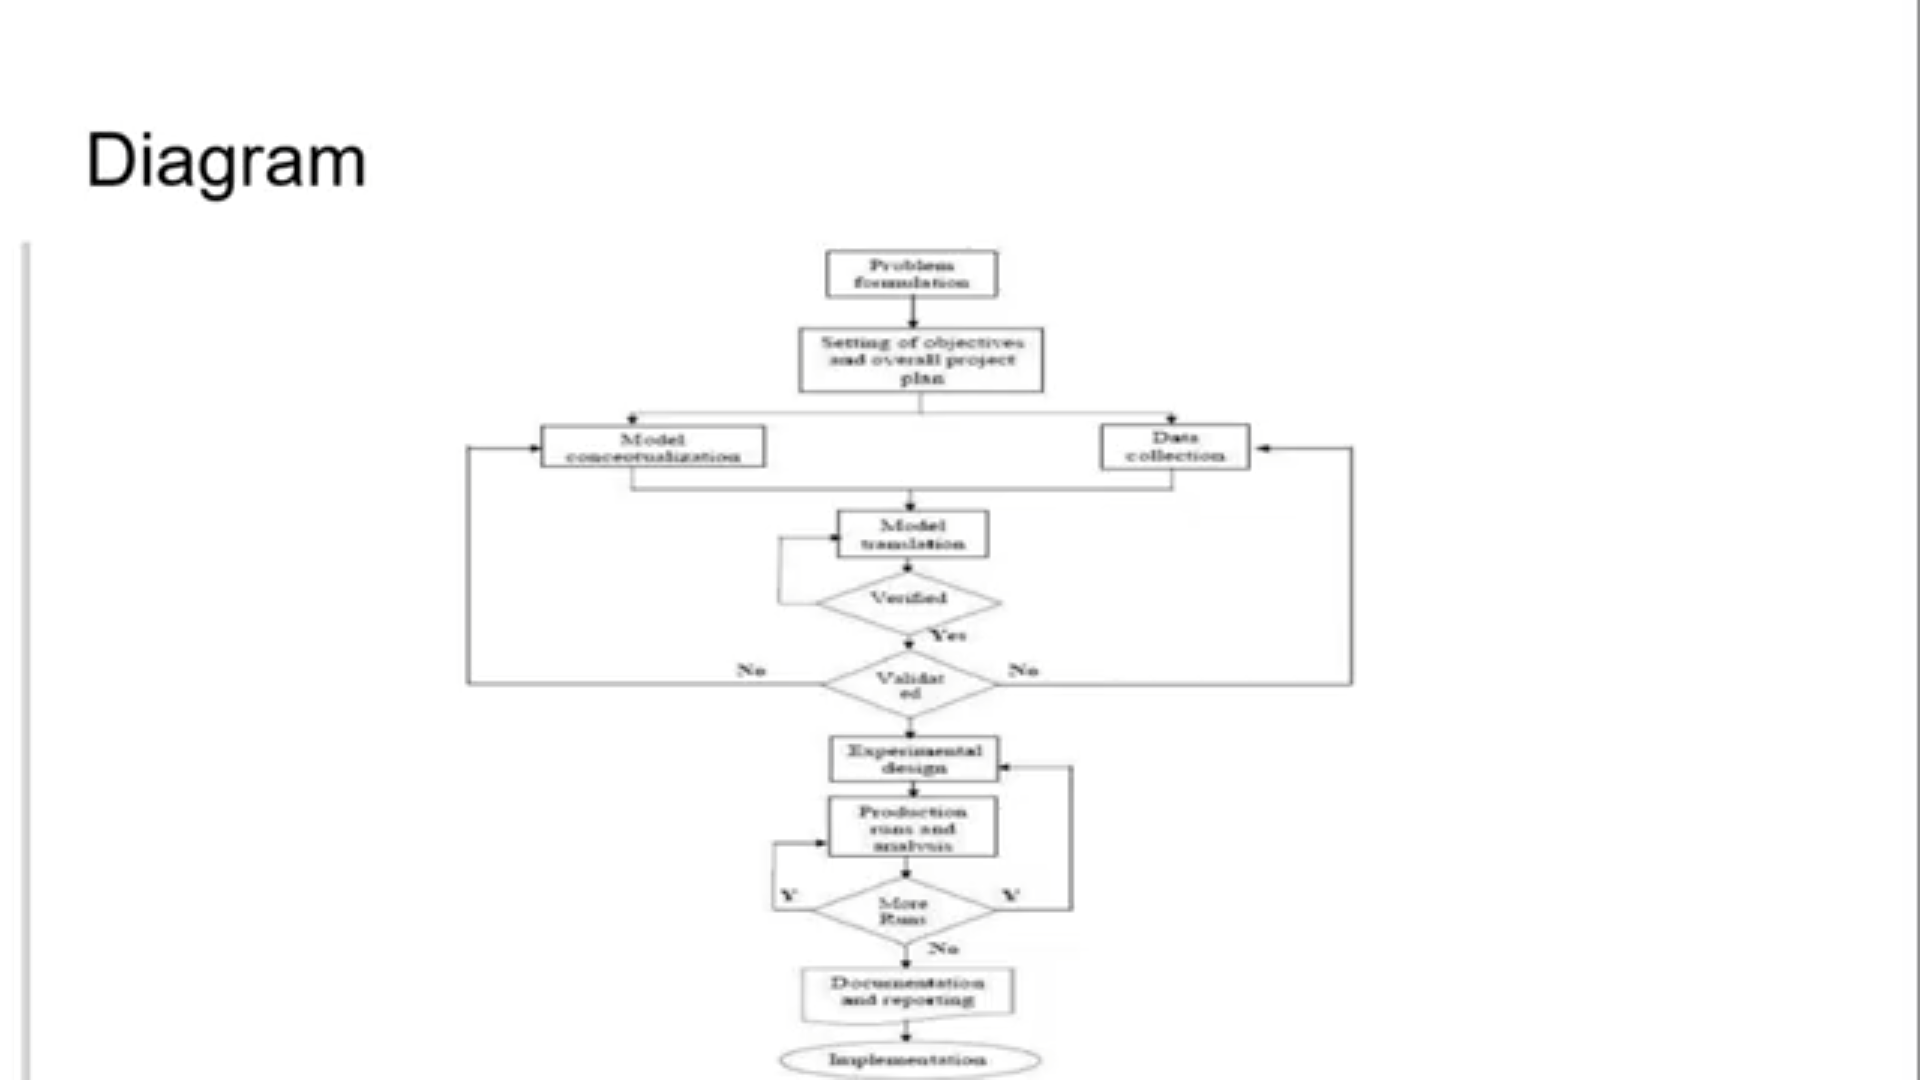 Diagram
Problem
formulation
Setting of objectives
and overall project
plan
Model
conceptualization
Data
collection
Model
translation
Verified
Yes
No
No
Validat
ed
Experimental
design
Production
runs and
analysis
Y
Y
More
Runs
No
Documentation
and reporting
Implementation